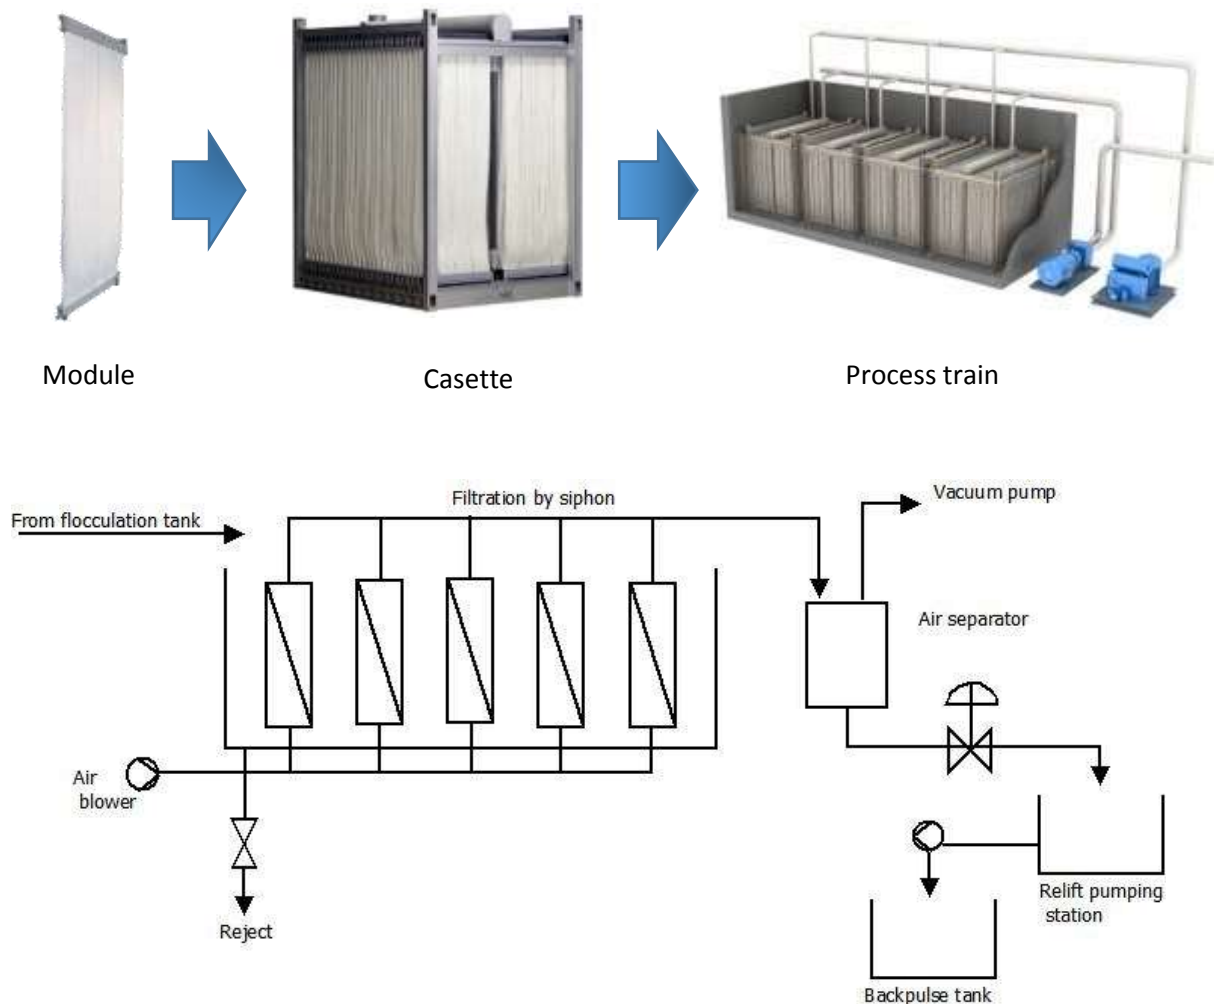 Module
Casette
Process train
Filtration by siphon
Vacuum pump
From flocculation tank
Air separator
Air
blower
Reject
Relift pumping
station
Backpulse tank